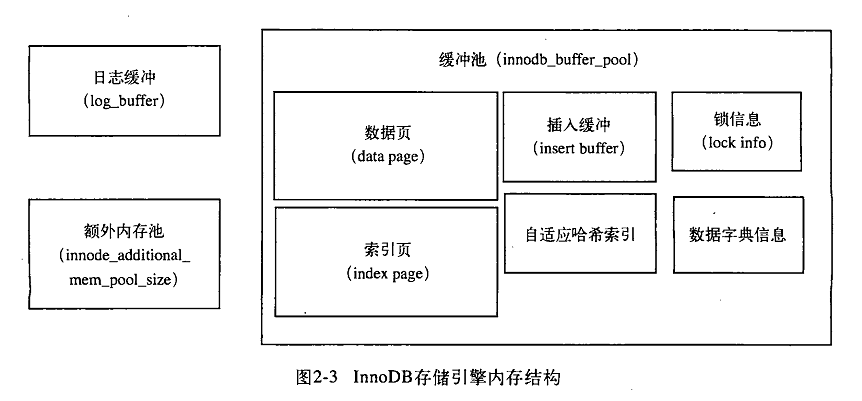 日志缓冲
(log_buffer)
额外内存池
(innode_additional_
mem_pool_size)
缓冲池 (innodb_buffer_pool)
数据页
(data page)
插入缓冲
(insert buffer)
锁信息
(lock info)
索引页
(index page)
自适应哈希索引
数据字典信息
图2-3 InnoDB存储引擎内存结构